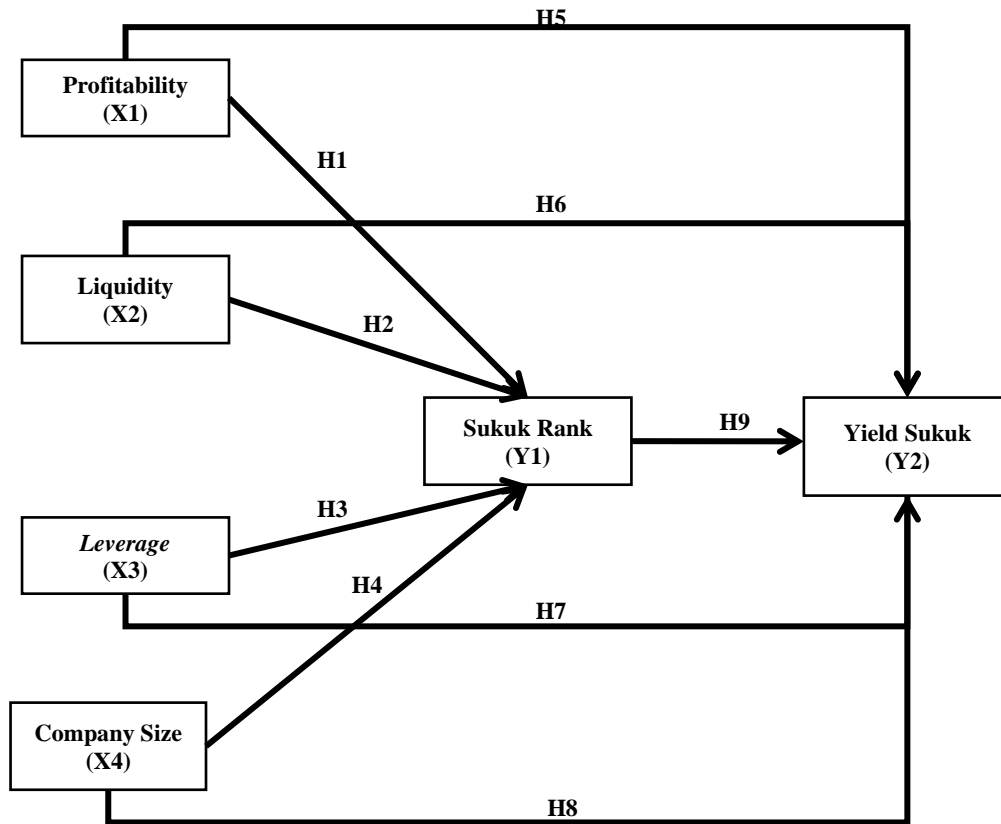 H5
Profitability
(X1)
H1
H6
Liquidity
(X2)
H2
Sukuk Rank
(Y1)
H9
Yield Sukuk
(Y2)
H3
Leverage
(X3)
H4
H7
Company Size
(X4)
H8